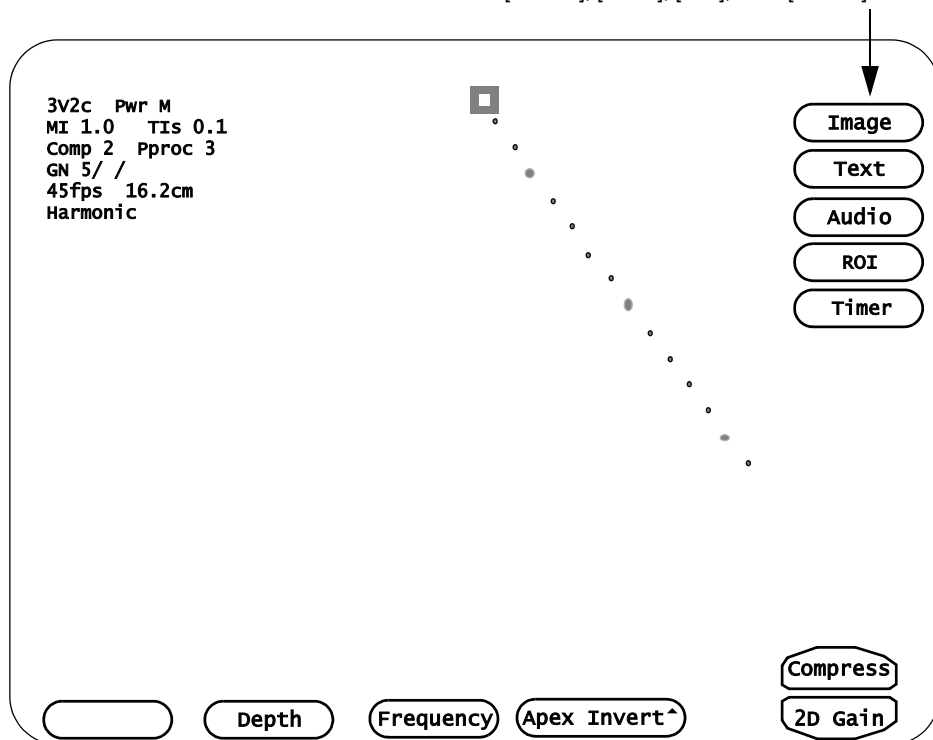 3V2c Pwr M
MI 1.0 TIs 0.1
Comp 2 Pproc 3
GN 5/ /
45fps 16.2cm
Harmonic
Image
Text
Audio
ROI
Timer
Compress
2D Gain
Depth
Frequency
Apex Invert